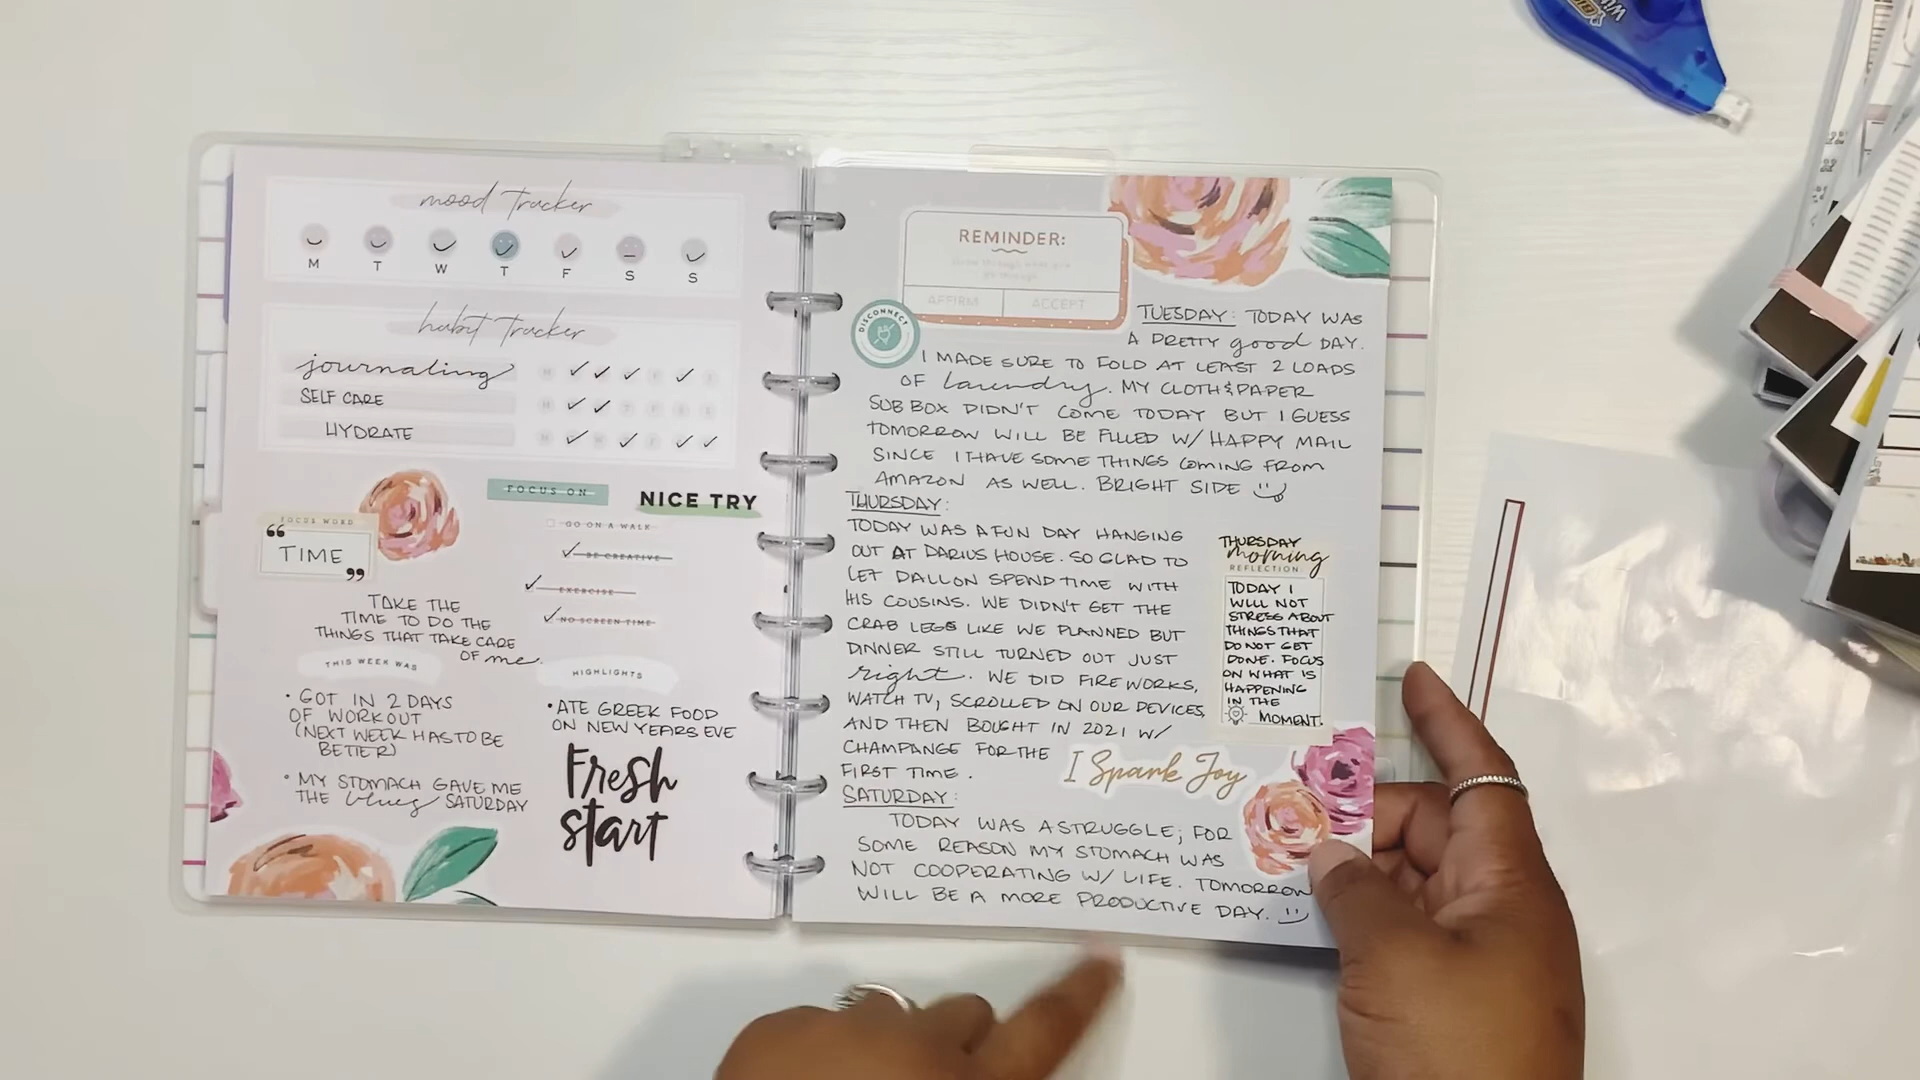 mood tracker
M T W T F S S
habit tracker
journaling
SELF CARE
HYDRATE
FOCUS ON
NICE TRY
GO ON A WALK
BE CREATIVE
EXERCISE
NO SCREEN TIME
FOCUS WORD
“ TIME ”
TAKE THE
TIME TO DO THE
THINGS THAT TAKE CARE
OF me.
THIS WEEK WAS
• GOT IN 2 DAYS
OF WORKOUT
(NEXT WEEK HAS TO BE
BETTER)
• MY STOMACH GAVE ME
THE blues SATURDAY
HIGHLIGHTS
• ATE GREEK FOOD
ON NEW YEARS EVE
Fresh
start
REMINDER:
AFFIRM ACCEPT
DISCONNECT
TUESDAY: TODAY WAS
A PRETTY good DAY.
I MADE SURE TO FOLD AT LEAST 2 LOADS
OF laundry. MY CLOTH & PAPER
SUB BOX DIDN'T COME TODAY BUT I GUESS
TOMORROW WILL BE FILLED W/ HAPPY MAIL
SINCE I HAVE SOME THINGS COMING FROM
AMAZON AS WELL. BRIGHT SIDE
THURSDAY:
TODAY WAS A FUN DAY HANGING
OUT AT DARIUS HOUSE. SO GLAD TO
LET DALLON SPEND TIME WITH
HIS COUSINS. WE DIDN'T GET THE
CRAB LEGS LIKE WE PLANNED BUT
DINNER STILL TURNED OUT JUST
right. WE DID FIREWORKS,
WATCH TV, SCROLLED ON OUR DEVICES,
AND THEN BOUGHT IN 2021 W/
CHAMPANGE FOR THE
FIRST TIME.
THURSDAY
morning
REFLECTION:
TODAY I
WILL NOT
STRESS ABOUT
THINGS THAT
DO NOT GET
DONE. FOCUS
ON WHAT IS
HAPPENING
IN THE
MOMENT.
I Spark Joy
SATURDAY:
TODAY WAS A STRUGGLE; FOR
SOME REASON MY STOMACH WAS
NOT COOPERATING W/ LIFE. TOMORROW
WILL BE A MORE PRODUCTIVE DAY.
BIC